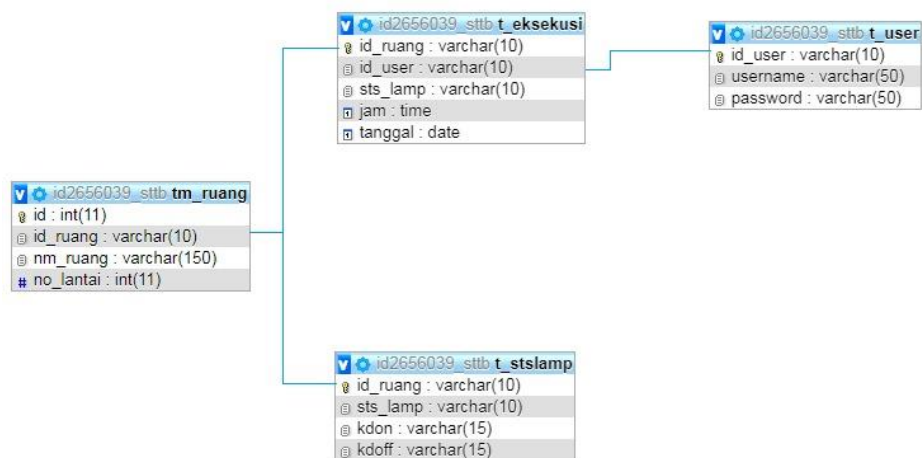 id2656039_sttb t_eksekusi
id_ruang : varchar(10)
id_user : varchar(10)
sts_lamp : varchar(10)
jam : time
tanggal : date
id2656039_sttb t_user
id_user : varchar(10)
username : varchar(50)
password : varchar(50)
id2656039_sttb tm_ruang
id : int(11)
id_ruang : varchar(10)
nm_ruang : varchar(150)
# no_lantai : int(11)
id2656039_sttb t_stslamp
id_ruang : varchar(10)
sts_lamp : varchar(10)
kdon : varchar(15)
kdoff : varchar(15)